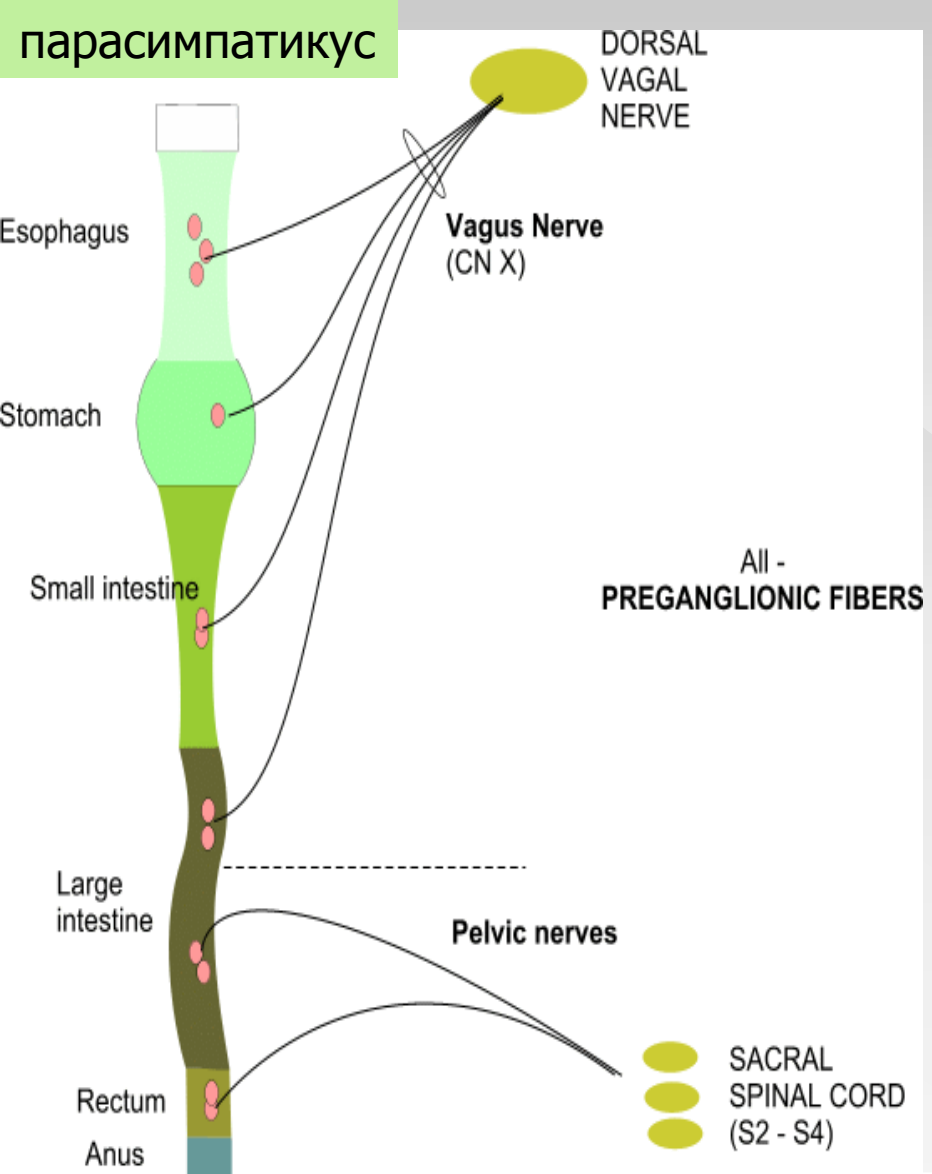 парасимпатикус
DORSAL
VAGAL
NERVE
Esophagus
Vagus Nerve
(CN X)
Stomach
Small intestine
All -
PREGANGLIONIC FIBERS
Large
intestine
Pelvic nerves
SACRAL
SPINAL CORD
(S2 - S4)
Rectum
Anus